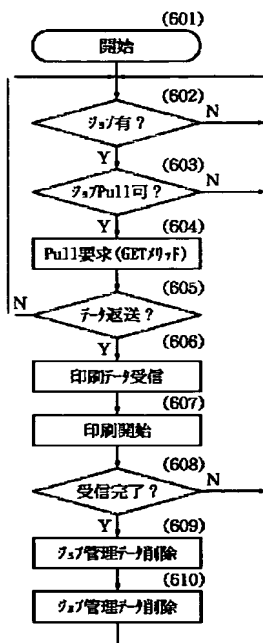 (601)
開始
(602)
ジョブ有?
N
Y
(603)
ジョブPull可?
N
Y
(604)
Pull要求(GETメソッド)
(605)
データ返送?
N
Y
(606)
印刷データ受信
(607)
印刷開始
(608)
受信完了?
N
Y
(609)
ジョブ管理データ削除
(610)
ジョブ管理データ削除